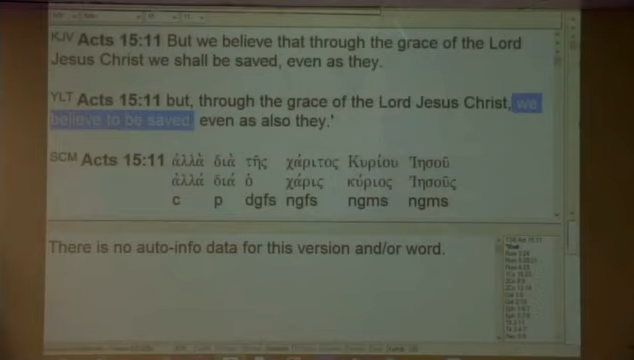 KJV Acts 15:11 But we believe that through the grace of the Lord
Jesus Christ we shall be saved, even as they.
YLT Acts 15:11 but, through the grace of the Lord Jesus Christ, we
believe to be saved, even as also they.'
SCM Acts 15:11 ἀλλὰ διὰ τῆς χάριτος Κυρίου Ἰησοῦ
ἀλλά διά ὁ χάρις κύριος Ἰησοῦς
c p dgfs ngfs ngms ngms
There is no auto-info data for this version and/or word.